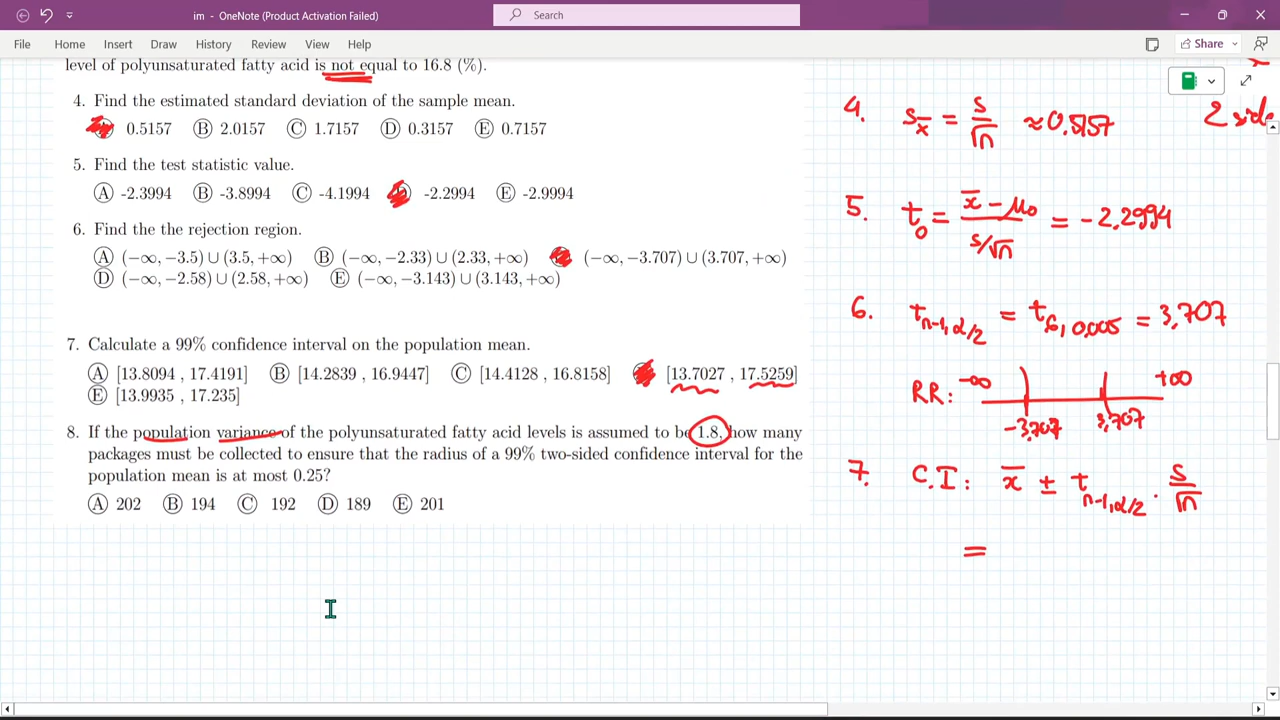 im - OneNote (Product Activation Failed)
Search
File Home Insert Draw History Review View Help
Share
level of polyunsaturated fatty acid is not equal to 16.8 (%).
4. Find the estimated standard deviation of the sample mean.
0.5157 Ⓑ 2.0157 Ⓒ 1.7157 Ⓓ 0.3157 Ⓔ 0.7157
5. Find the test statistic value.
Ⓐ -2.3994 Ⓑ -3.8994 Ⓒ -4.1994 -2.2994 Ⓔ -2.9994
6. Find the the rejection region.
Ⓐ (−∞, −3.5) ∪ (3.5, +∞) Ⓑ (−∞, −2.33) ∪ (2.33, +∞) (−∞, −3.707) ∪ (3.707, +∞)
Ⓓ (−∞, −2.58) ∪ (2.58, +∞) Ⓔ (−∞, −3.143) ∪ (3.143, +∞)
7. Calculate a 99% confidence interval on the population mean.
Ⓐ [13.8094 , 17.4191] Ⓑ [14.2839 , 16.9447] Ⓒ [14.4128 , 16.8158] [13.7027 , 17.5259]
Ⓔ [13.9935 , 17.235]
8. If the population variance of the polyunsaturated fatty acid levels is assumed to be 1.8, how many
packages must be collected to ensure that the radius of a 99% two-sided confidence interval for the
population mean is at most 0.25?
Ⓐ 202 Ⓑ 194 Ⓒ 192 Ⓓ 189 Ⓔ 201
4. s_x̄ = s/√n ≈ 0.5157 2 side
5. t₀ = (x̄ − μ₀)/(s/√n) = −2.2994
6. t_{n−1, α/2} = t_{6, 0,005} = 3,707
RR: −∞ +∞
−3,707 3,707
7. C.I: x̄ ± t_{n−1, α/2} · s/√n
=